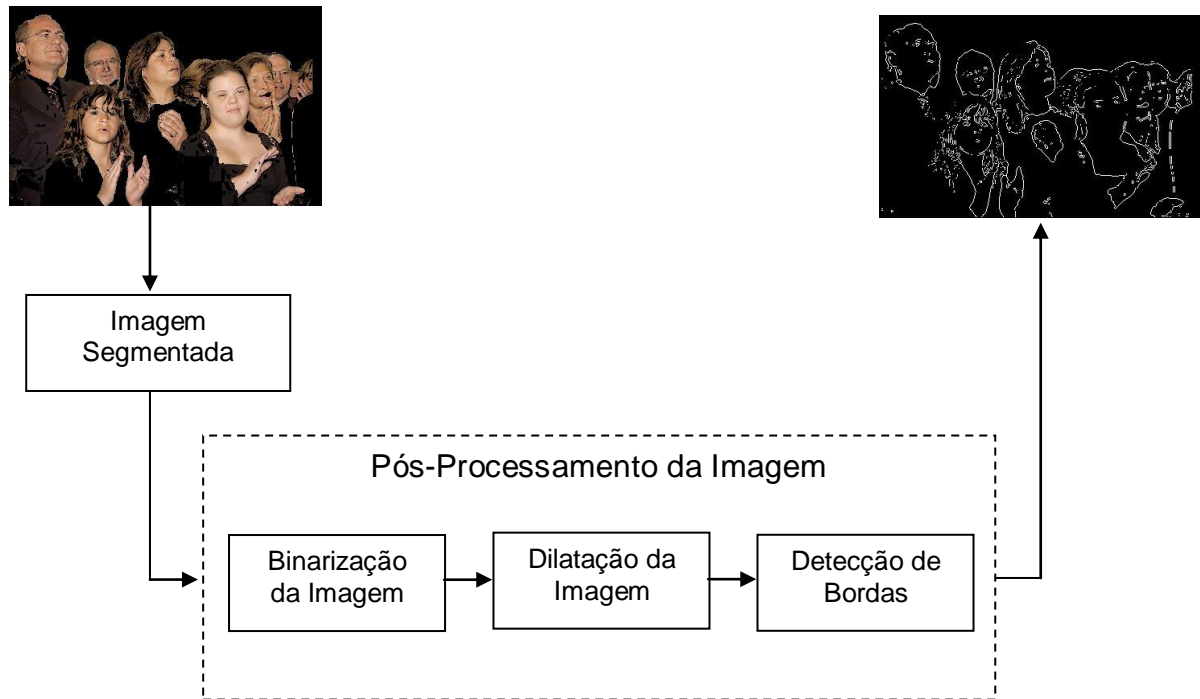 Imagem
Segmentada
Pós-Processamento da Imagem
Binarização
da Imagem
Dilatação da
Imagem
Detecção de
Bordas